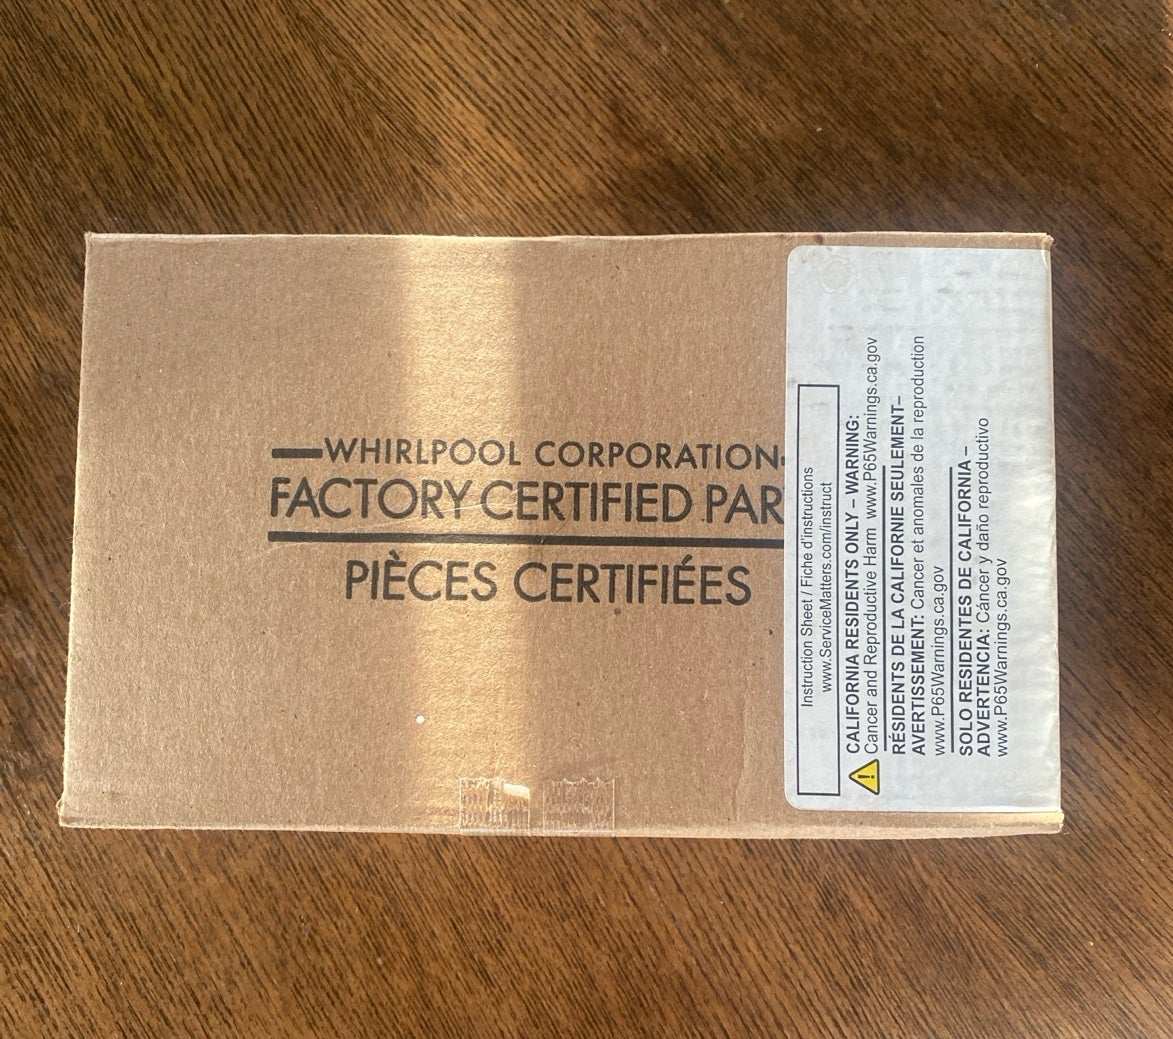 WHIRLPOOL CORPORATION
FACTORY CERTIFIED PAR
PIÈCES CERTIFIÉES
Instruction Sheet / Fiche d'instructions
www.ServiceMatters.com/instruct
CALIFORNIA RESIDENTS ONLY – WARNING:
Cancer and Reproductive Harm www.P65Warnings.ca.gov
RÉSIDENTS DE LA CALIFORNIE SEULEMENT–
AVERTISSEMENT: Cancer et anomales de la reproduction
www.P65Warnings.ca.gov
SOLO RESIDENTES DE CALIFORNIA –
ADVERTENCIA: Cáncer y daño reproductivo
www.P65Warnings.ca.gov